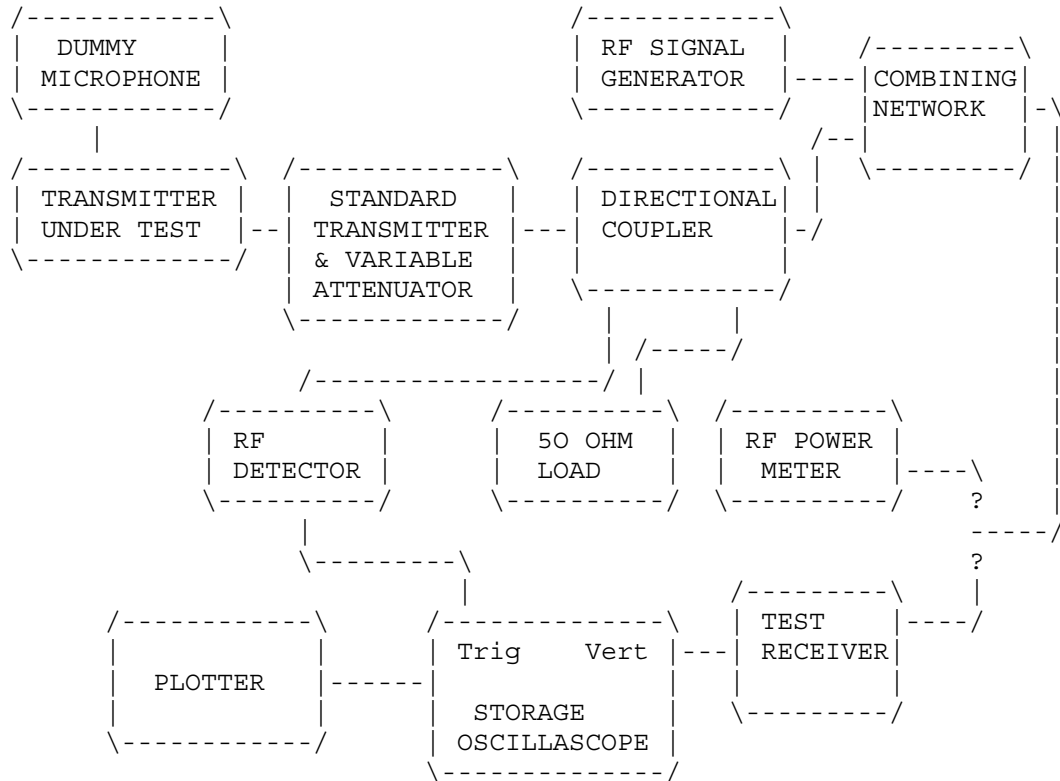 DUMMY
MICROPHONE
RF SIGNAL
GENERATOR
COMBINING
NETWORK
TRANSMITTER
UNDER TEST
STANDARD
TRANSMITTER
& VARIABLE
ATTENUATOR
DIRECTIONAL
COUPLER
RF
DETECTOR
50 OHM
LOAD
RF POWER
METER
?
?
TEST
RECEIVER
PLOTTER
Trig Vert
STORAGE
OSCILLASCOPE